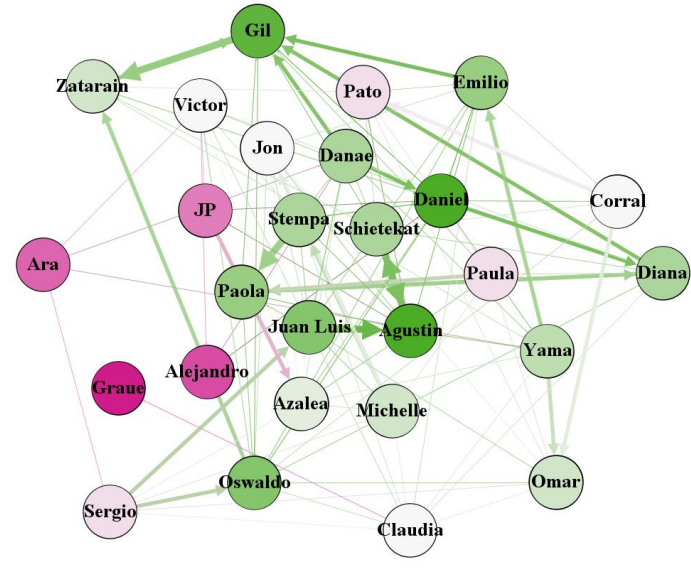 Gil
Zatarain
Emilio
Victor
Pato
Jon
Danae
JP
Stempa
Schietekat
Daniel
Corral
Ara
Paola
Paula
Diana
Juan Luis
Agustin
Yama
Graue
Alejandro
Azalea
Michelle
Oswaldo
Omar
Sergio
Claudia